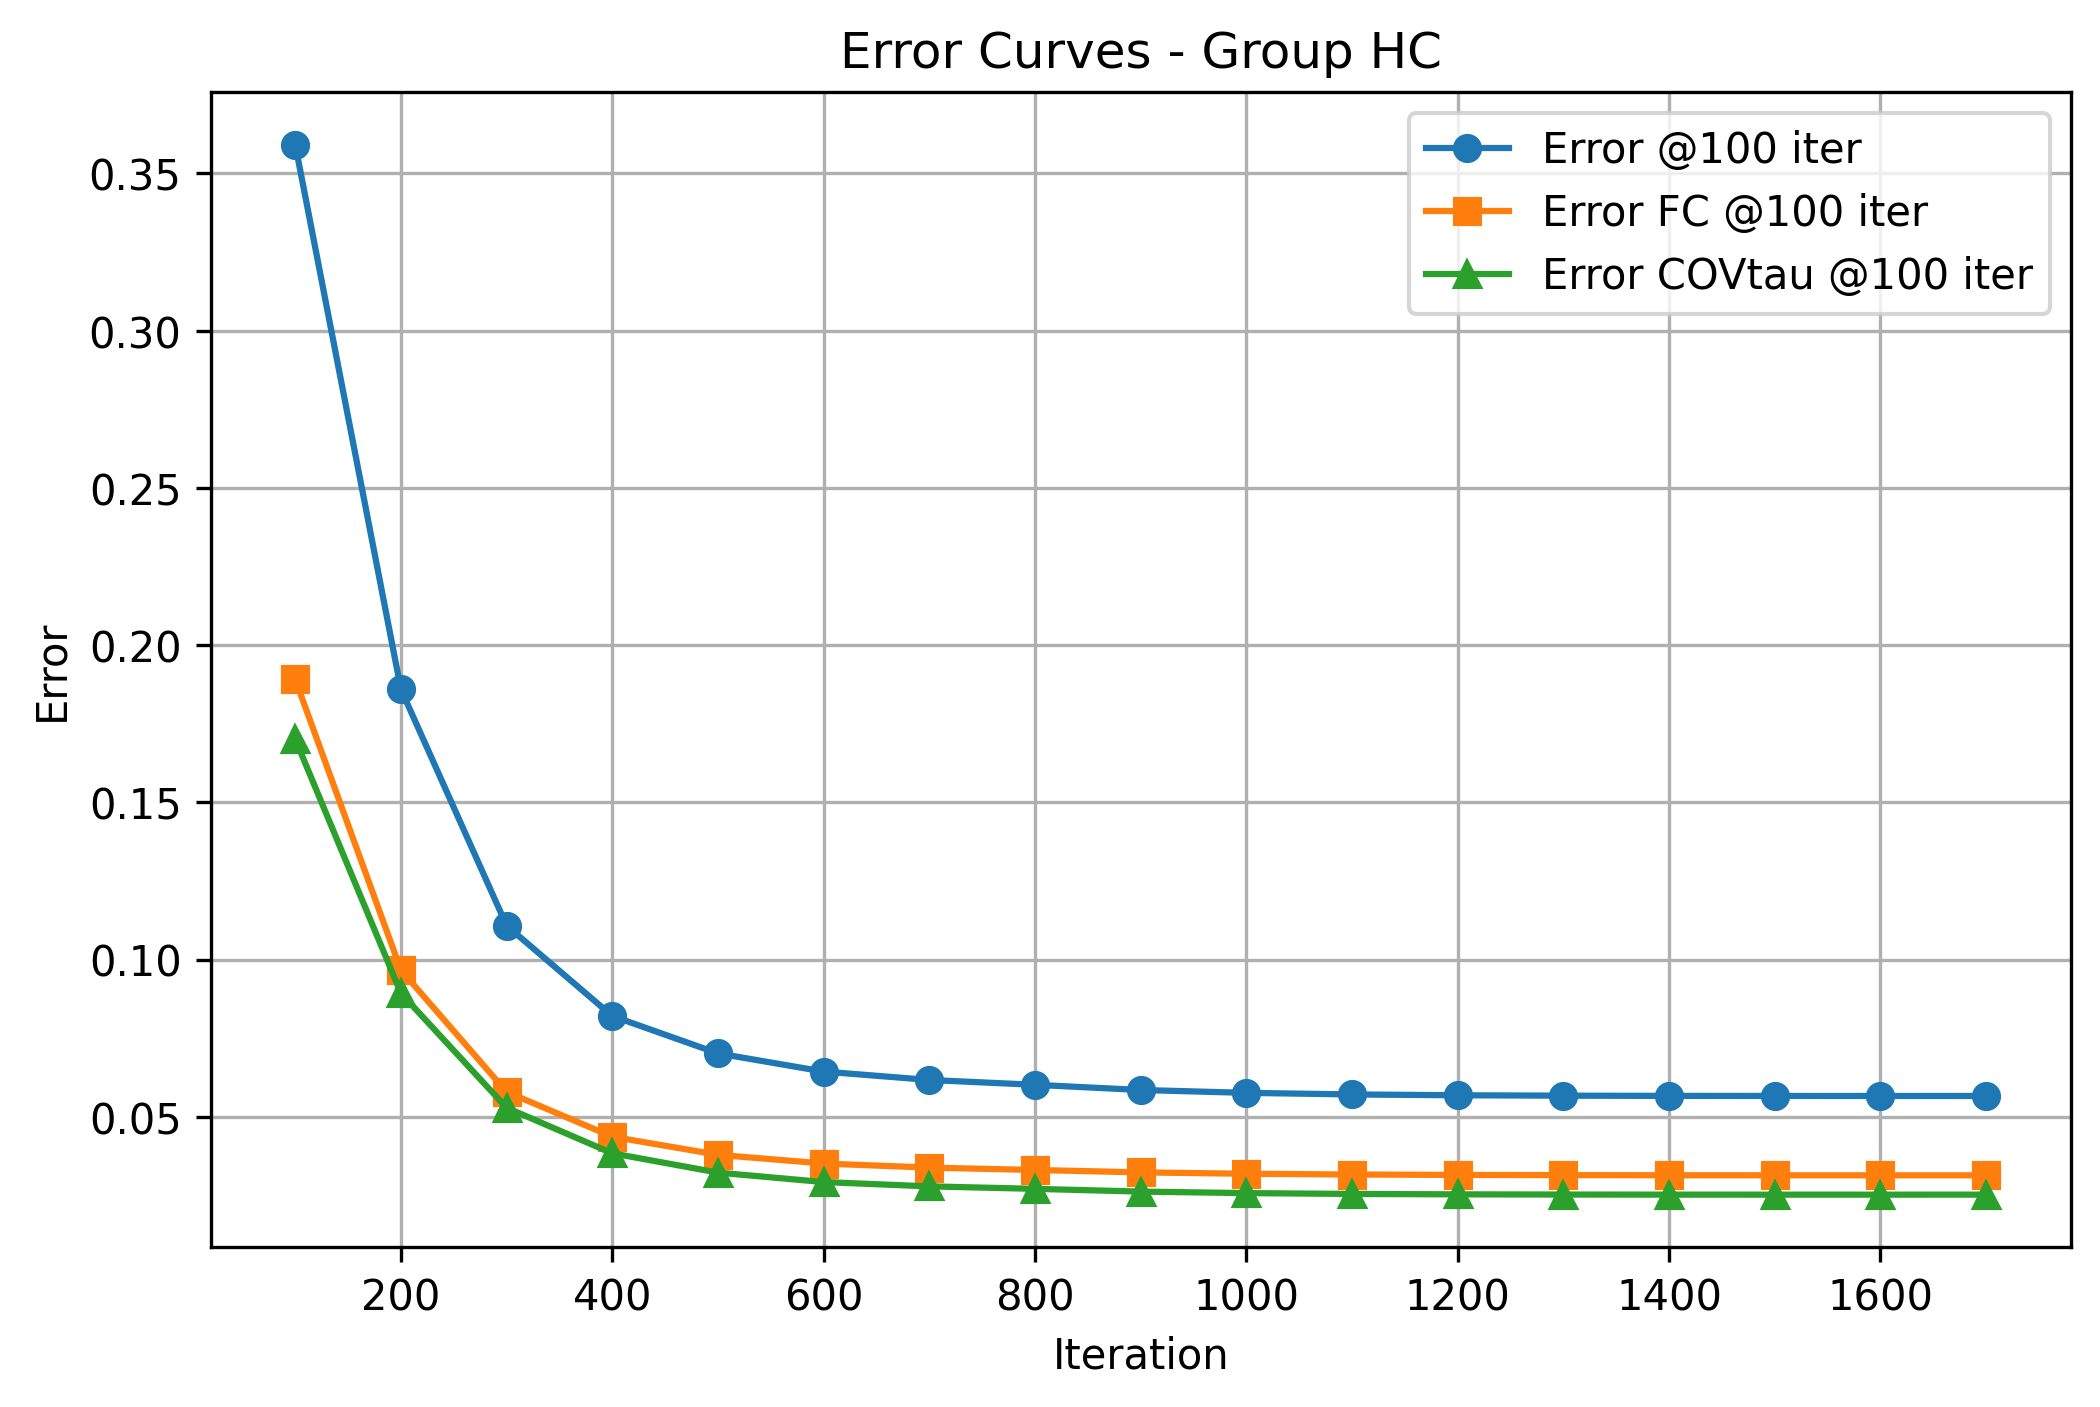 Error Curves - Group HC
Error @100 iter
Error FC @100 iter
Error COVtau @100 iter
0.35
0.30
0.25
0.20
0.15
0.10
0.05
Error
200 400 600 800 1000 1200 1400 1600
Iteration